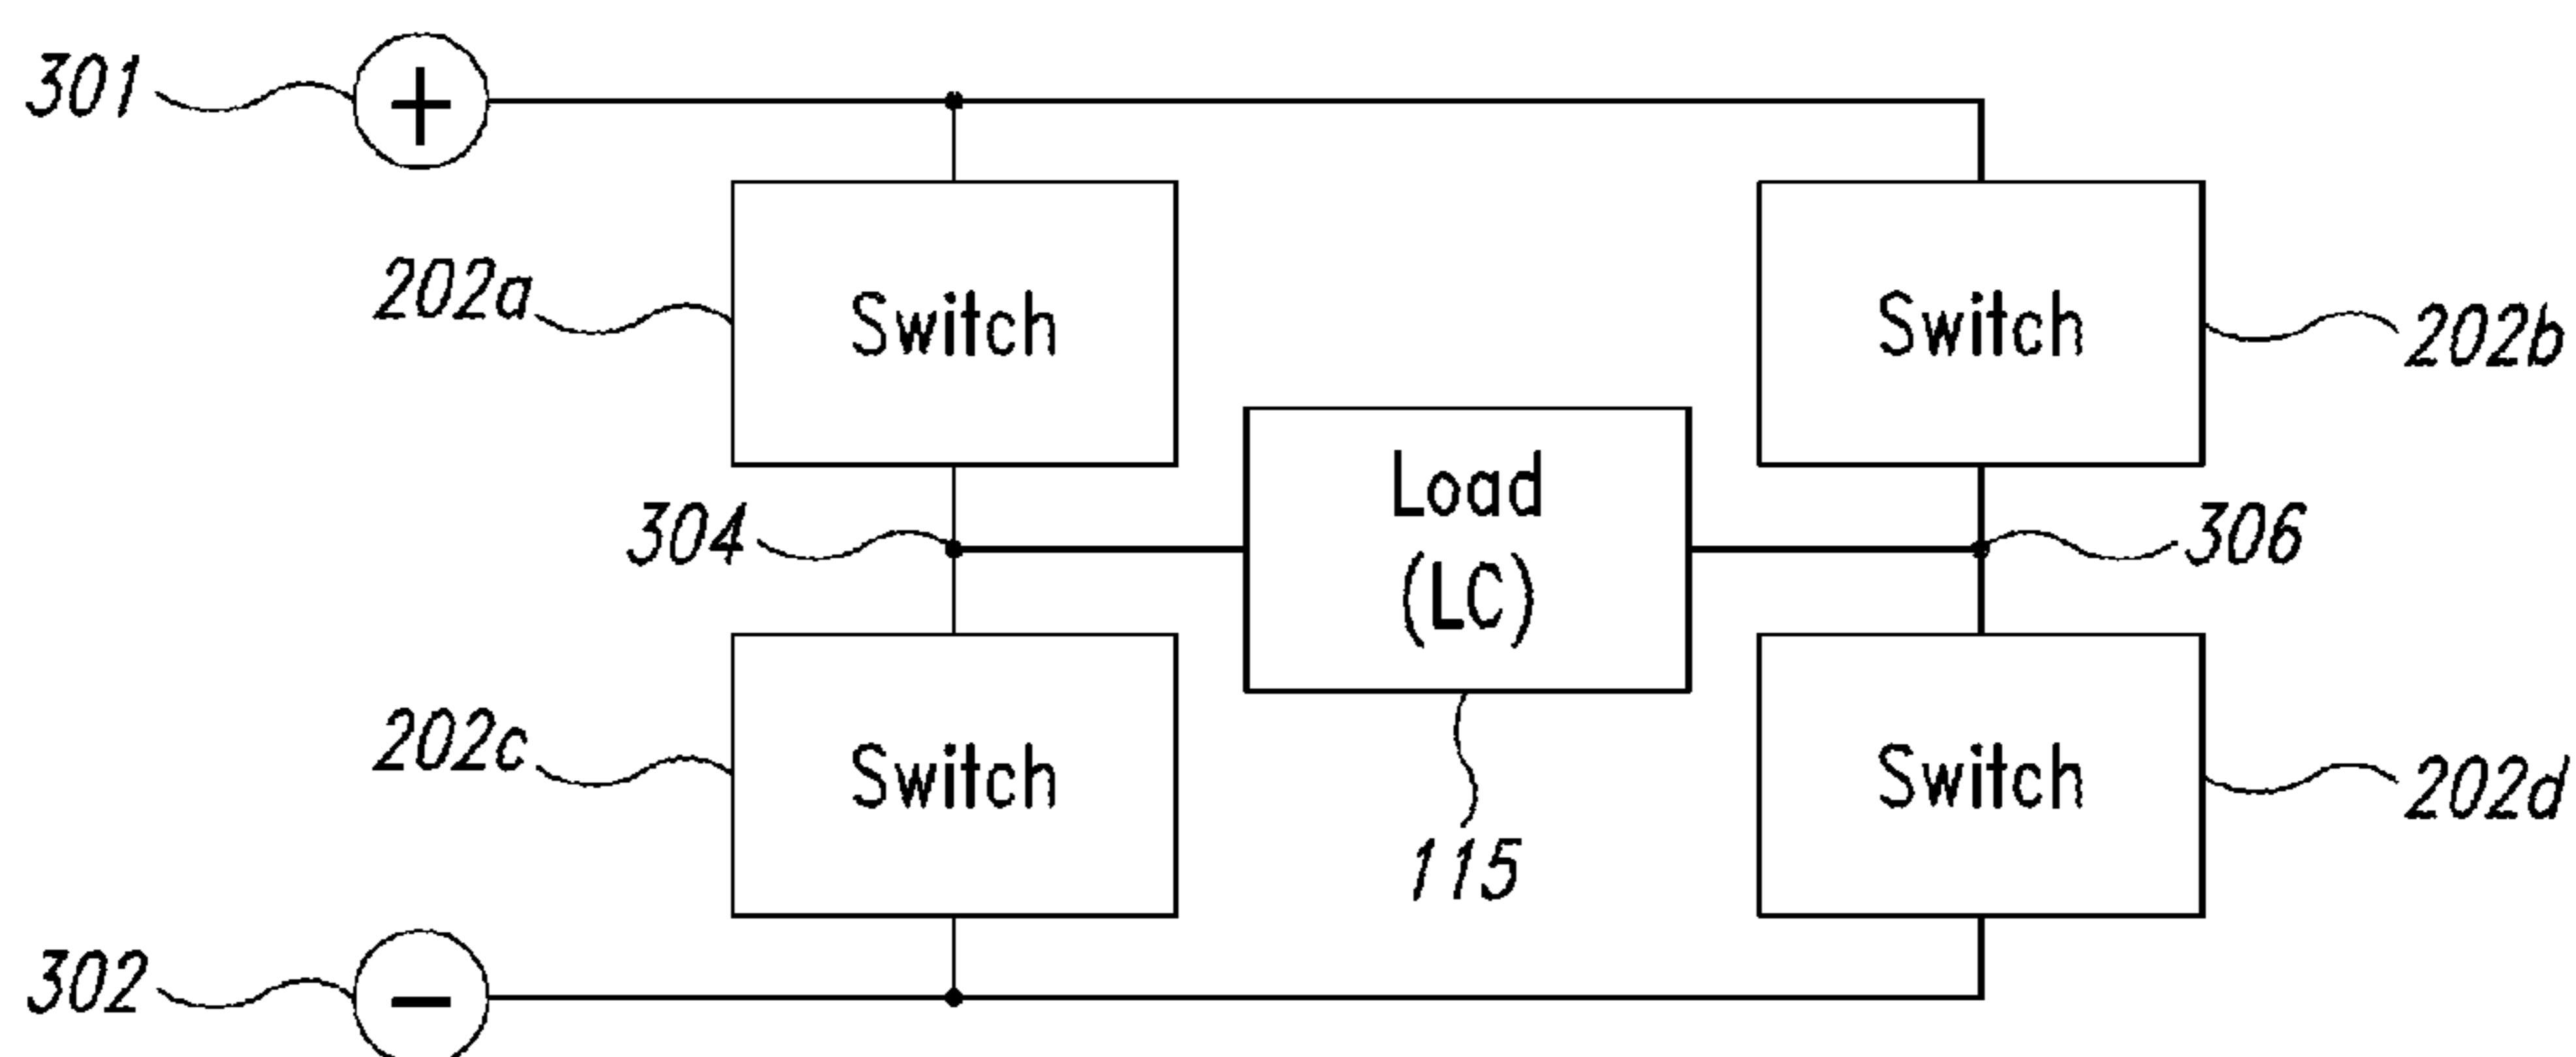 301
+
202a
Switch
Switch
202b
304
Load
(LC)
306
202c
Switch
Switch
202d
115
302
−